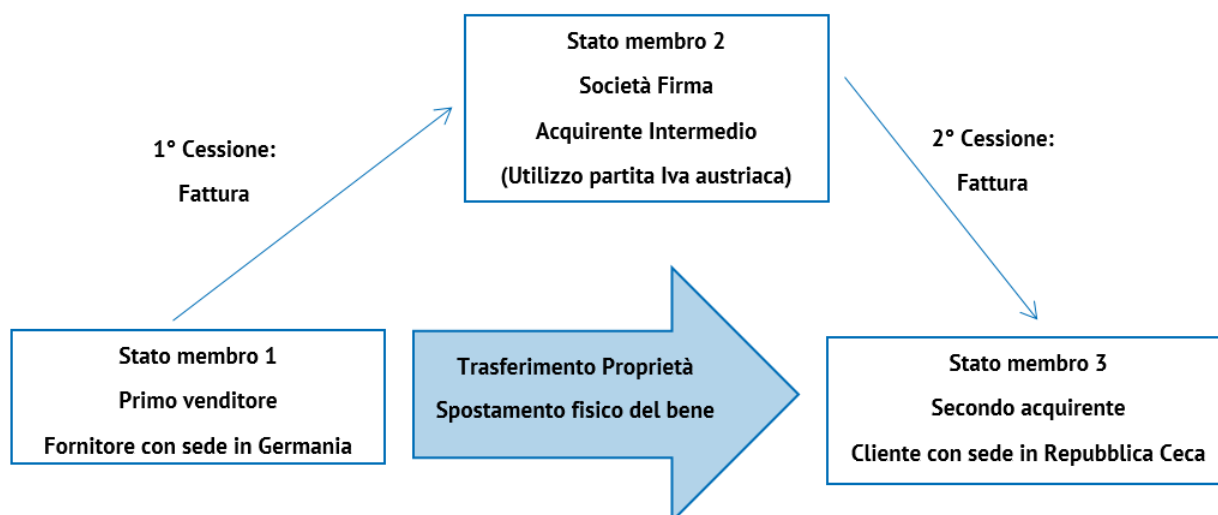 Stato membro 2
Società Firma
Acquirente Intermedio
(Utilizzo partita Iva austriaca)
1° Cessione:
Fattura
2° Cessione:
Fattura
Stato membro 1
Primo venditore
Fornitore con sede in Germania
Trasferimento Proprietà
Spostamento fisico del bene
Stato membro 3
Secondo acquirente
Cliente con sede in Repubblica Ceca